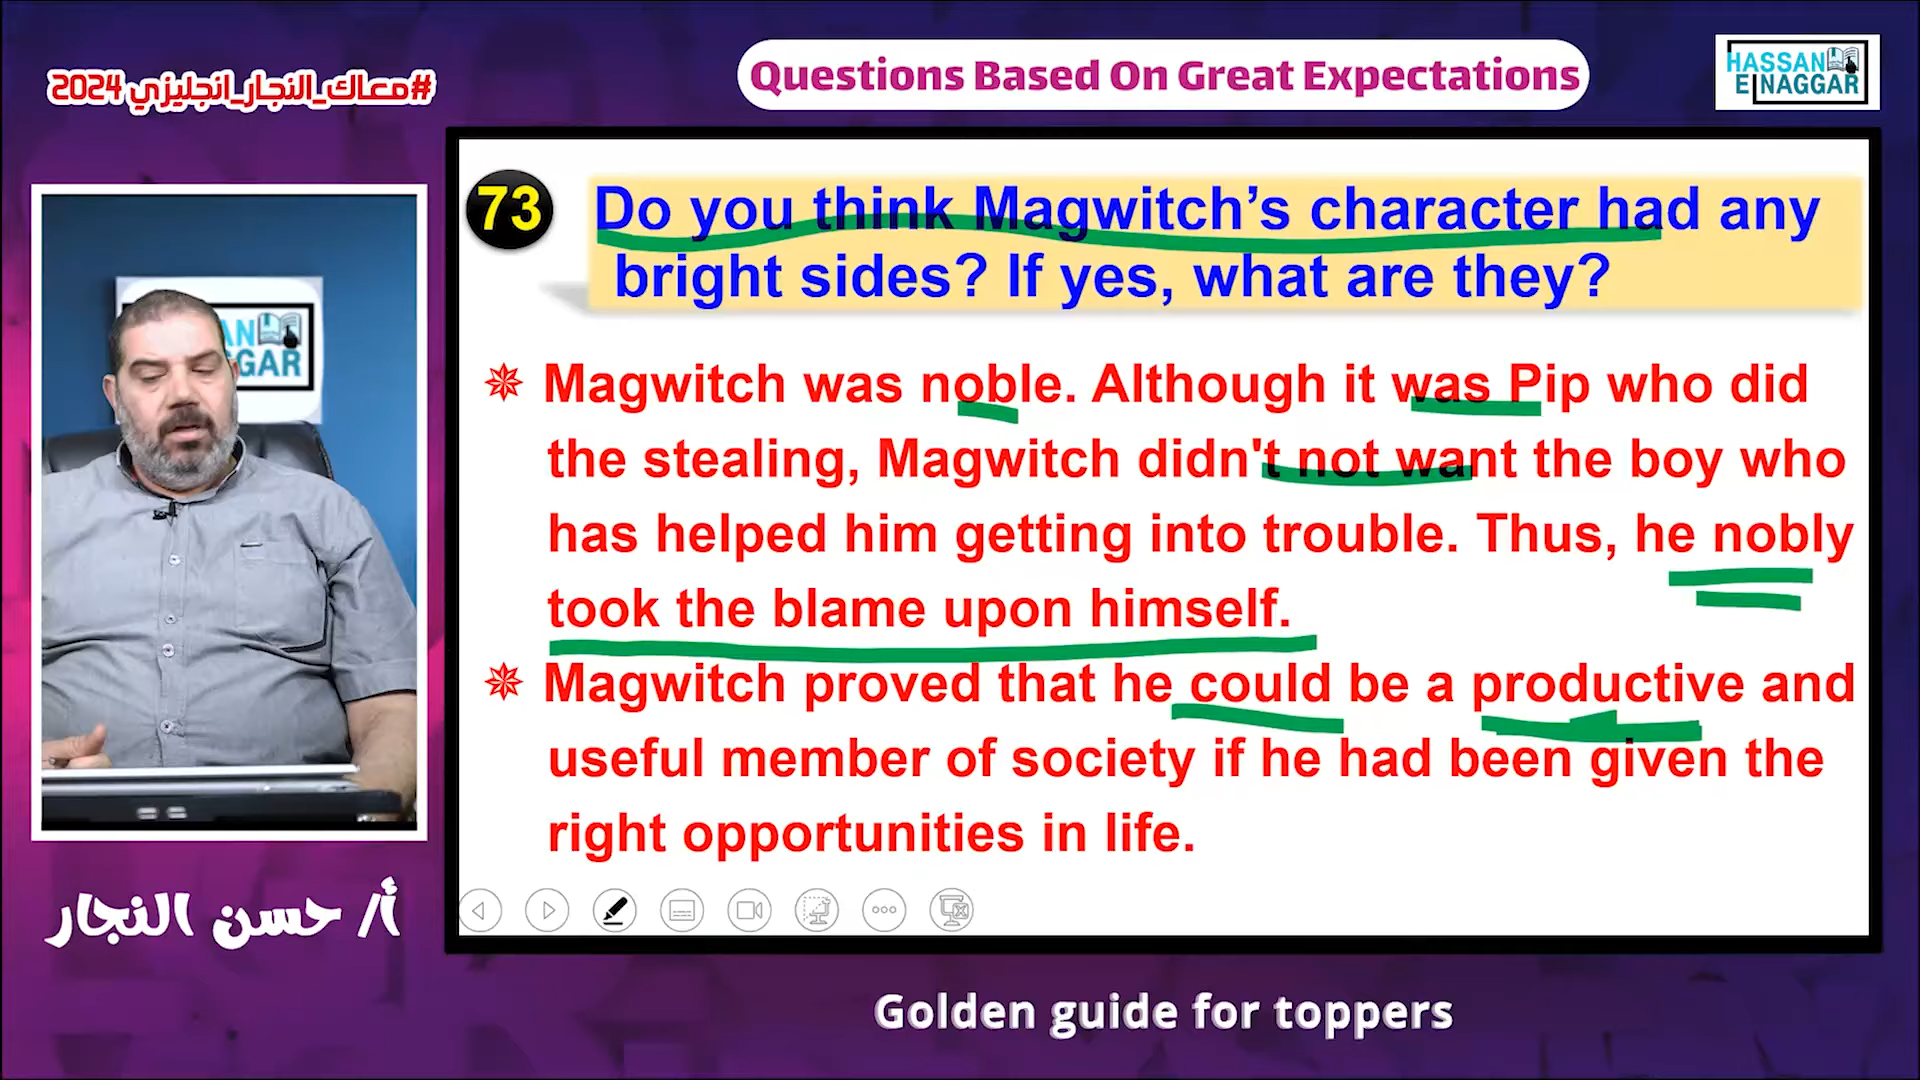 #معاك_النجار_انجليزي 2024
Questions Based On Great Expectations
HASSAN
ELNAGGAR
73
Do you think Magwitch’s character had any
bright sides? If yes, what are they?
Magwitch was noble. Although it was Pip who did
the stealing, Magwitch didn't not want the boy who
has helped him getting into trouble. Thus, he nobly
took the blame upon himself.
Magwitch proved that he could be a productive and
useful member of society if he had been given the
right opportunities in life.
AN
GGAR
أ/ حسن النجار
Golden guide for toppers